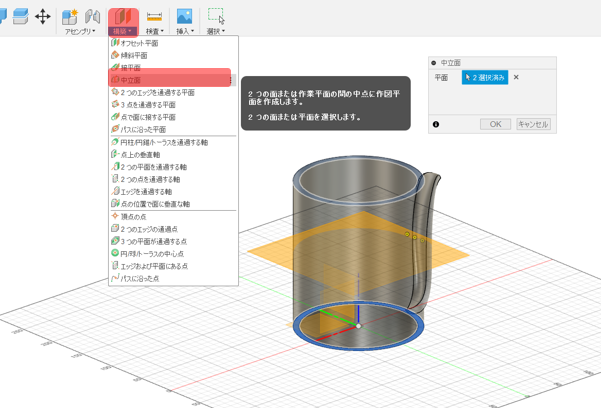 アセンブリ▾
構築▾
検査▾
挿入▾
選択▾
オフセット平面
傾斜平面
接平面
中立面
2 つのエッジを通過する平面
3 点を通過する平面
点で面に接する平面
パスに沿った平面
円柱/円錐/トーラスを通過する軸
点上の垂直軸
2 つの平面を通過する軸
2 つの点を通過する軸
エッジを通過する軸
点の位置で面に垂直な軸
頂点の点
2 つのエッジの通過点
3 つの平面が通過する点
円/球/トーラスの中心点
エッジおよび平面にある点
パスに沿った点
2 つの面または作業平面の間の中点に作図平
面を作成します。
2 つの面または平面を選択します。
中立面
平面
2 選択済み
OK
キャンセル